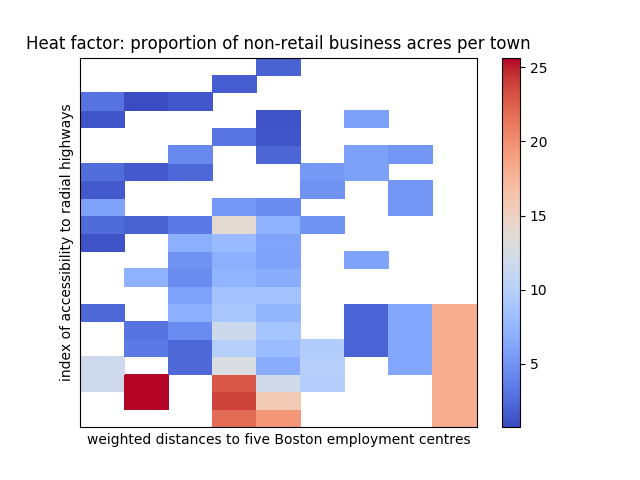 Heat factor: proportion of non-retail business acres per town
index of accessibility to radial highways
25
20
15
10
5
weighted distances to five Boston employment centres